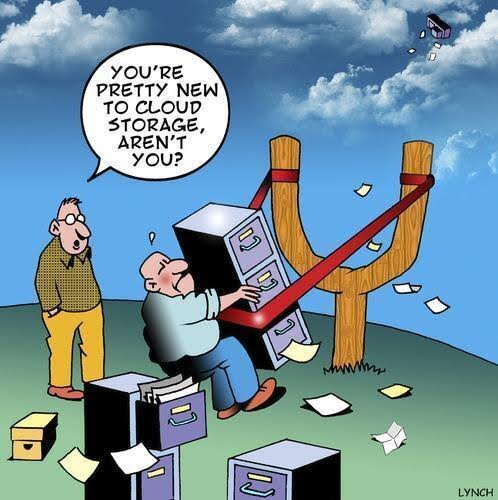 YOU'RE
PRETTY NEW
TO CLOUD
STORAGE,
AREN'T
YOU?
LYNCH